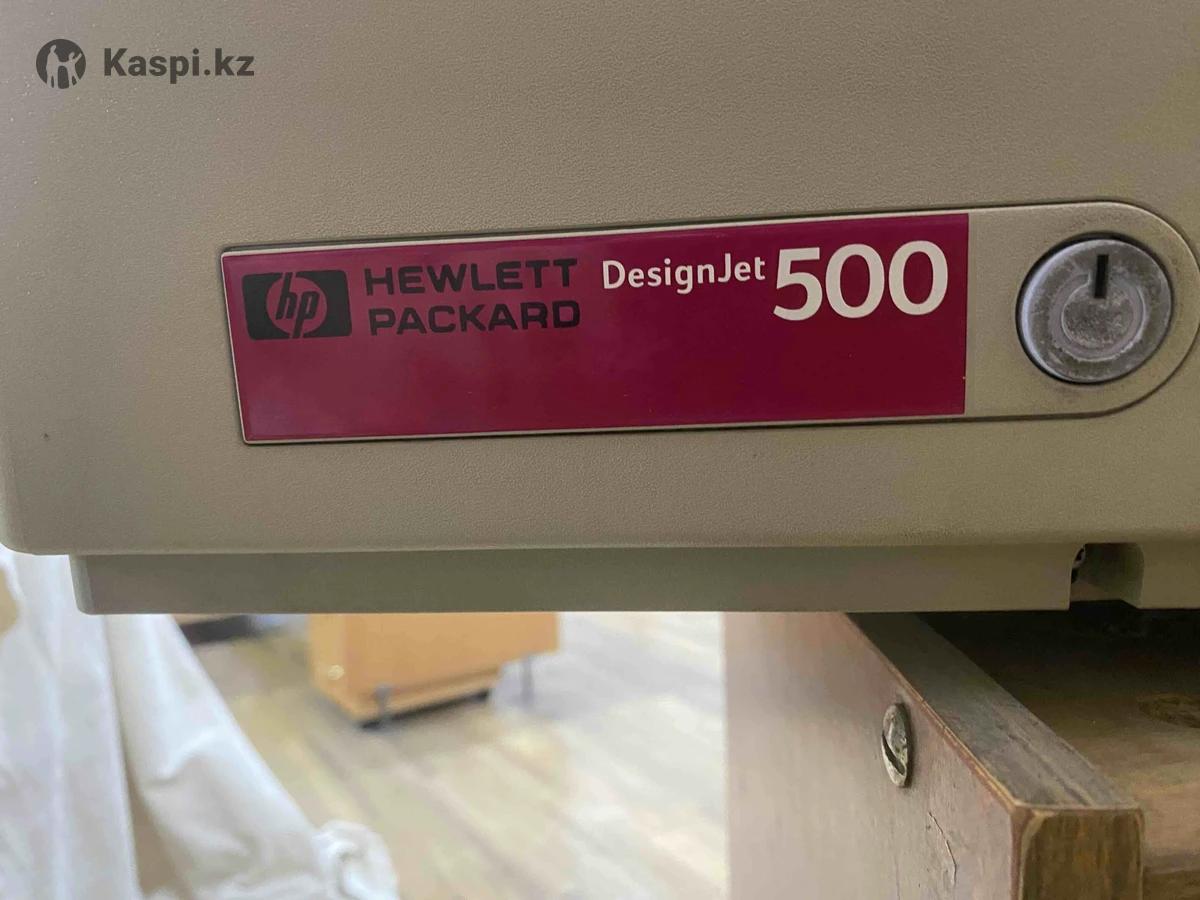 Kaspi.kz
hp HEWLETT PACKARD
DesignJet 500